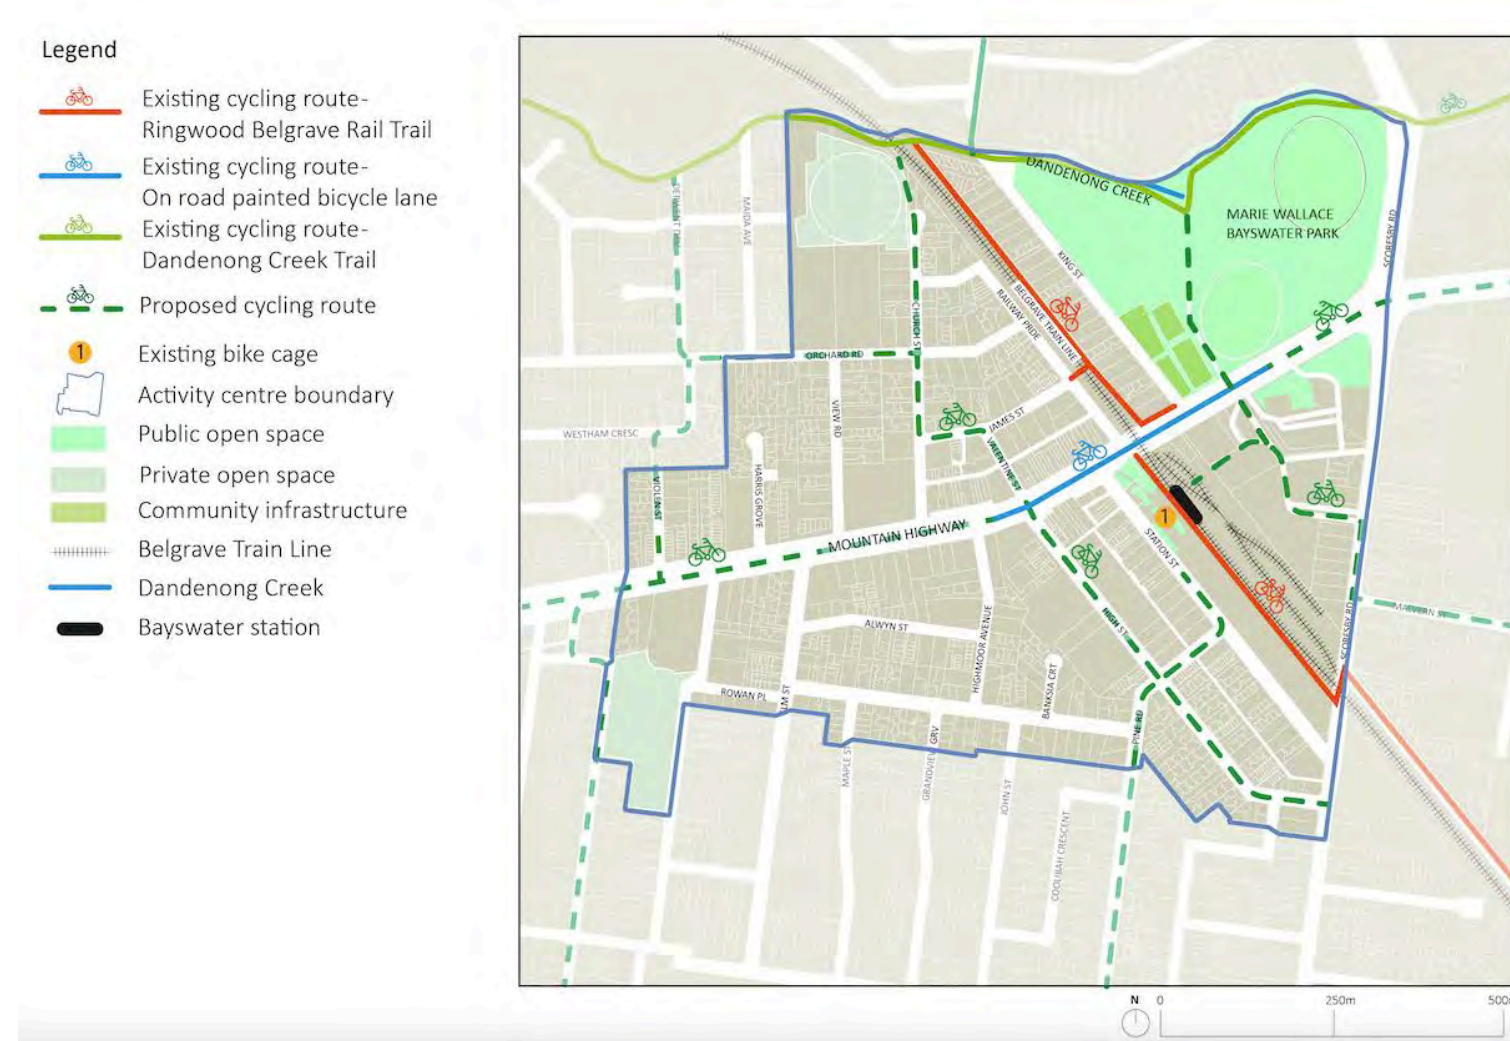 Legend
Existing cycling route-
Ringwood Belgrave Rail Trail
Existing cycling route-
On road painted bicycle lane
Existing cycling route-
Dandenong Creek Trail
Proposed cycling route
1
Existing bike cage
Activity centre boundary
Public open space
Private open space
Community infrastructure
Belgrave Train Line
Dandenong Creek
Bayswater station
DANDENONG CREEK
MARIE WALLACE
BAYSWATER PARK
SCORESBY RD
MAIDA AVE
KING ST
BELGRAVE TRAIN LINE
RAILWAY PRDE
CHURCH ST
ORCHARD RD
VIEW RD
JAMES ST
VALENTINE ST
WESTHAM CRESC
HARRIS GROVE
MOUNTAIN HIGHWAY
1
STATION ST
HIGH ST
SCORESBY RD
ALWYN ST
HIGHMOOR AVENUE
BANKSIA CRT
ROWAN PL
LM ST
PINE RD
MAPLE ST
GRANDVIEW GRV
JOHN ST
COOLIBAH CRESCENT
N
0
250m